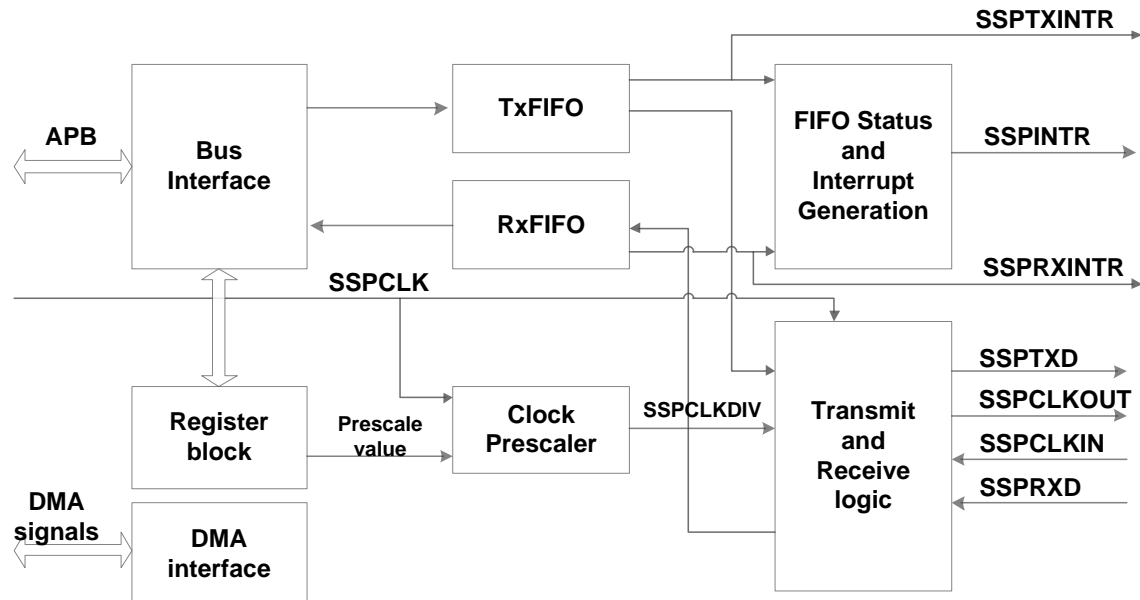 SSPTXINTR
APB
Bus
Interface
TxFIFO
FIFO Status
and
Interrupt
Generation
SSPINTR
RxFIFO
SSPCLK
SSPRXINTR
Register
block
Prescale
value
Clock
Prescaler
SSPCLKDIV
Transmit
and
Receive
logic
SSPTXD
SSPCLKOUT
SSPCLKIN
SSPRXD
DMA
signals
DMA
interface